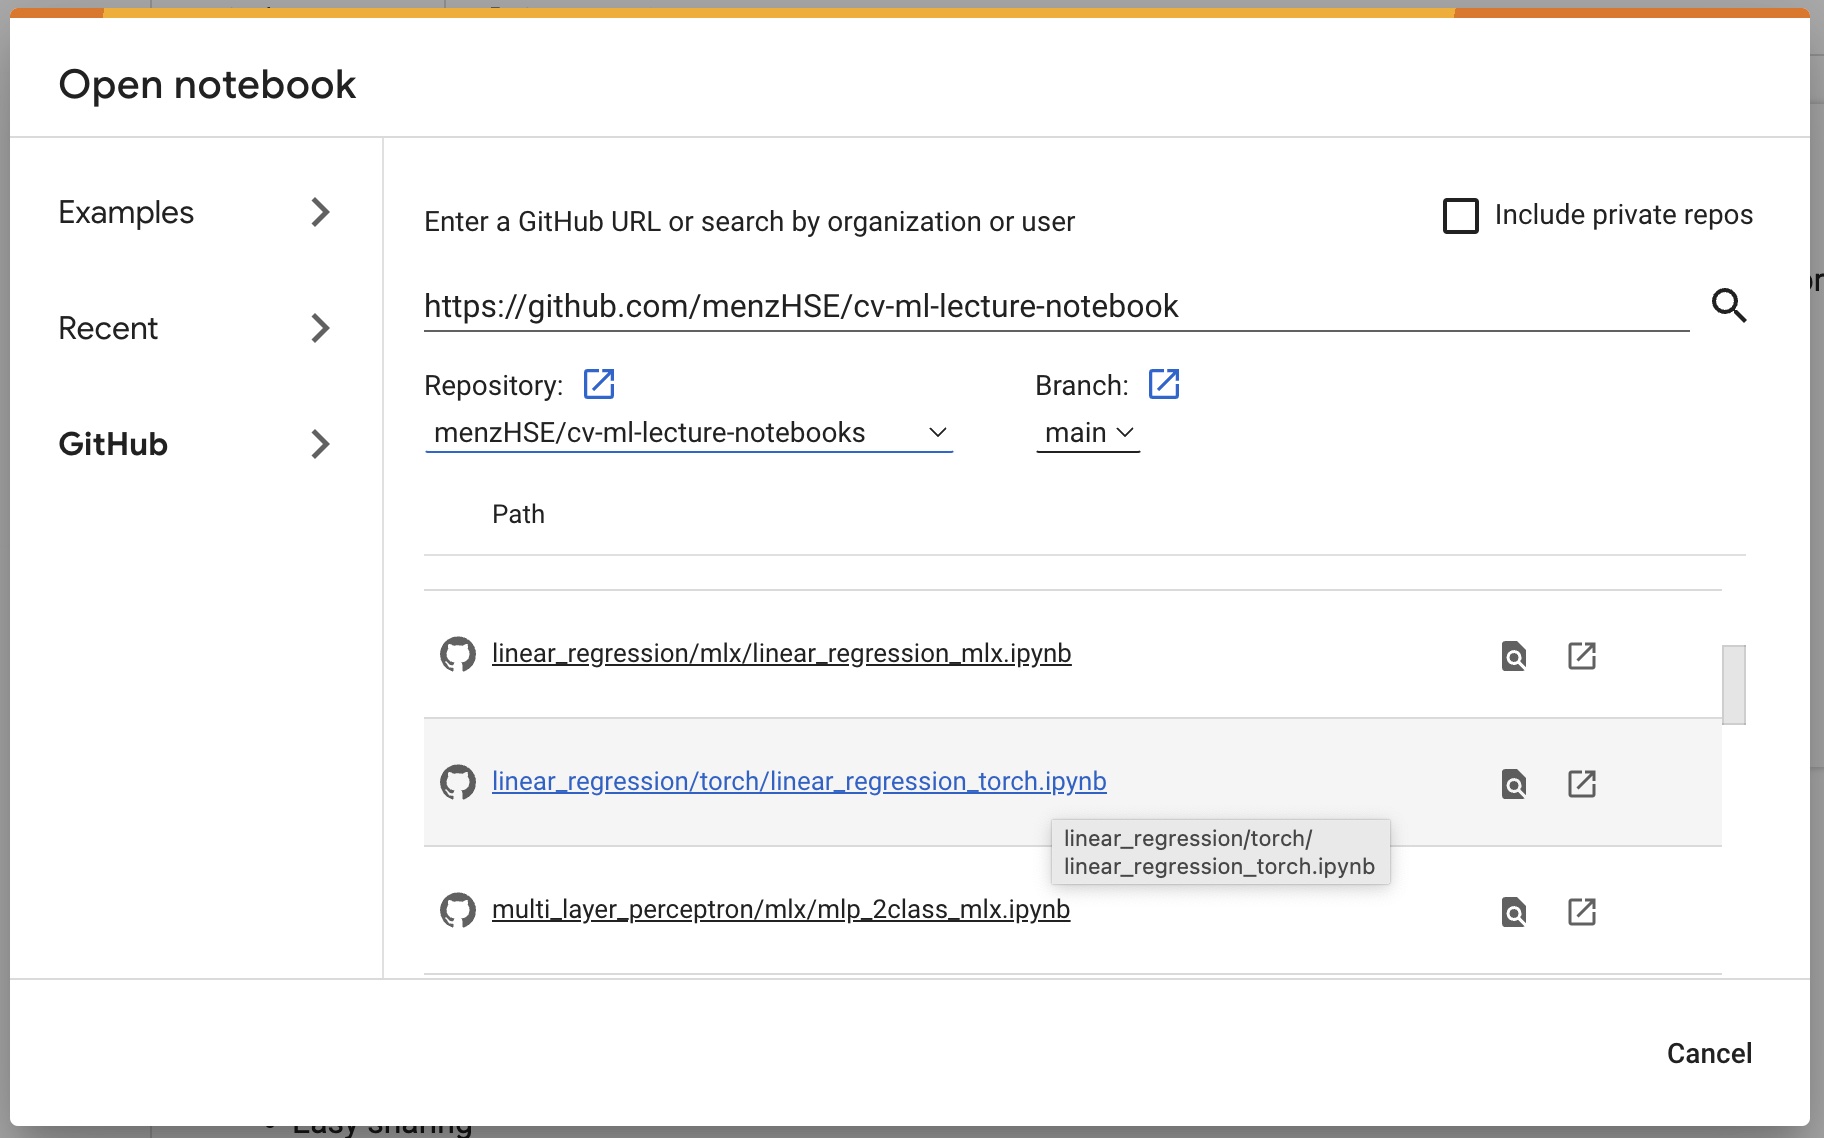 Open notebook
Examples
Recent
GitHub
Enter a GitHub URL or search by organization or user
Include private repos
https://github.com/menzHSE/cv-ml-lecture-notebook
Repository:
Branch:
menzHSE/cv-ml-lecture-notebooks
main
Path
linear_regression/mlx/linear_regression_mlx.ipynb
linear_regression/torch/linear_regression_torch.ipynb
linear_regression/torch/
linear_regression_torch.ipynb
multi_layer_perceptron/mlx/mlp_2class_mlx.ipynb
Cancel
Easy sharing